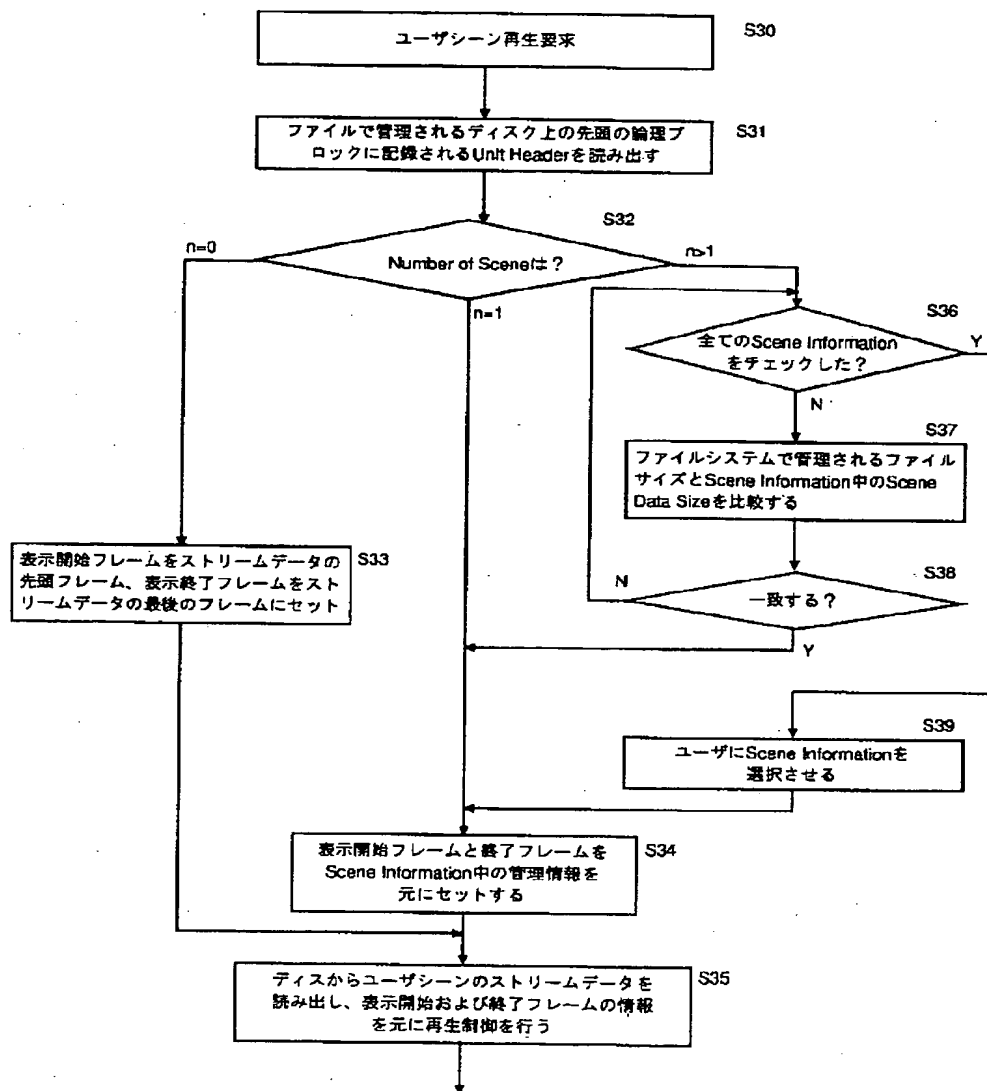 ユーザシーン再生要求
S30
ファイルで管理されるディスク上の先頭の論理ブ
ロックに記録されるUnit Headerを読み出す
S31
S32
Number of Sceneは?
n=0
n>1
n=1
S36
全てのScene Information
をチェックした?
Y
N
S37
ファイルシステムで管理されるファイル
サイズとScene Information中のScene
Data Sizeを比較する
S38
一致する?
N
Y
S33
表示開始フレームをストリームデータの
先頭フレーム、表示終了フレームをスト
リームデータの最後のフレームにセット
S39
ユーザにScene Informationを
選択させる
表示開始フレームと終了フレームを
Scene Information中の管理情報を
元にセットする
S34
ディスからユーザシーンのストリームデータを
読み出し、表示開始および終了フレームの情報
を元に再生制御を行う
S35